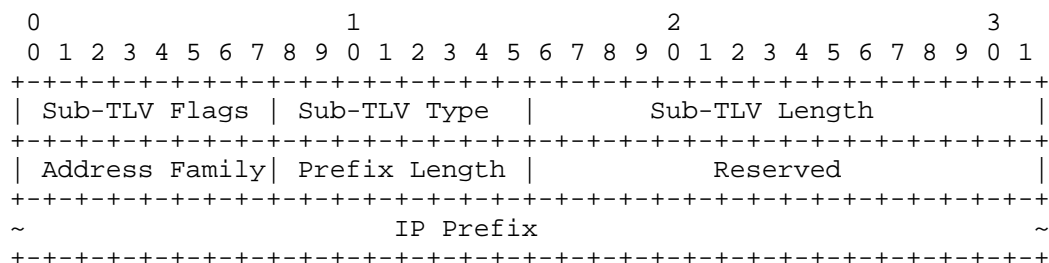 0                   1                   2                   3
 0 1 2 3 4 5 6 7 8 9 0 1 2 3 4 5 6 7 8 9 0 1 2 3 4 5 6 7 8 9 0 1
+-+-+-+-+-+-+-+-+-+-+-+-+-+-+-+-+-+-+-+-+-+-+-+-+-+-+-+-+-+-+-+-+
| Sub-TLV Flags | Sub-TLV Type  |       Sub-TLV Length          |
+-+-+-+-+-+-+-+-+-+-+-+-+-+-+-+-+-+-+-+-+-+-+-+-+-+-+-+-+-+-+-+-+
| Address Family| Prefix Length |           Reserved            |
+-+-+-+-+-+-+-+-+-+-+-+-+-+-+-+-+-+-+-+-+-+-+-+-+-+-+-+-+-+-+-+-+
~                       IP Prefix                               ~
+-+-+-+-+-+-+-+-+-+-+-+-+-+-+-+-+-+-+-+-+-+-+-+-+-+-+-+-+-+-+-+-+